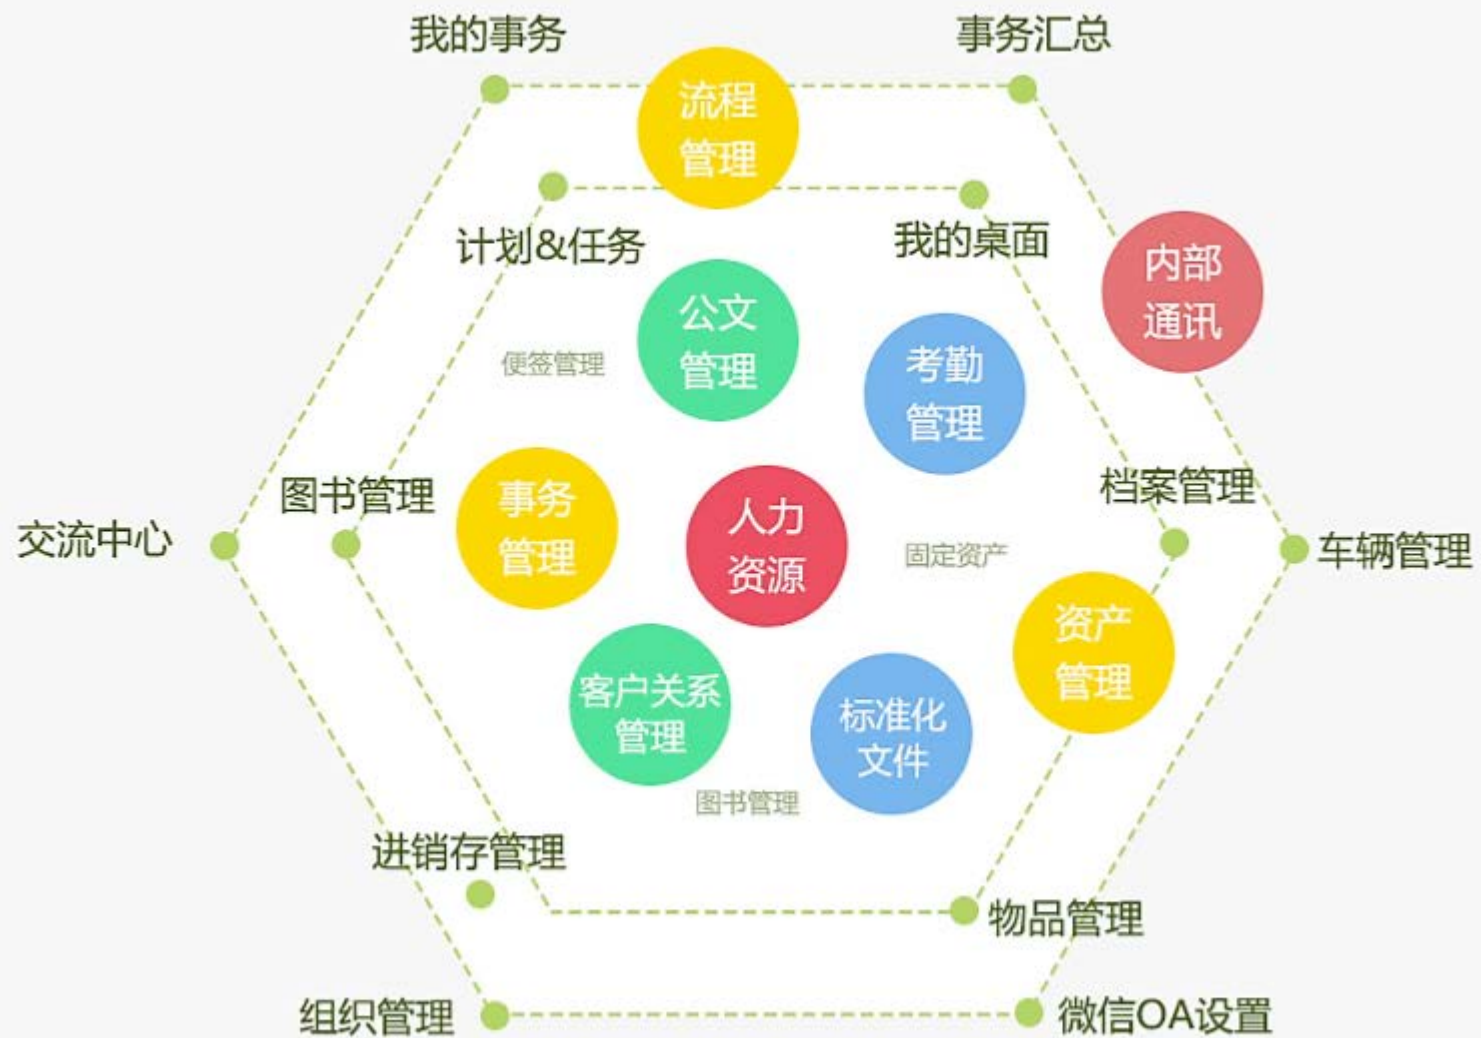 我的事务
事务汇总
流程
管理
计划&任务
我的桌面
内部
通讯
公文
管理
考勤
管理
便签管理
图书管理
事务
管理
人力
资源
档案管理
交流中心
固定资产
车辆管理
资产
管理
客户关系
管理
标准化
文件
图书管理
进销存管理
物品管理
组织管理
微信OA设置